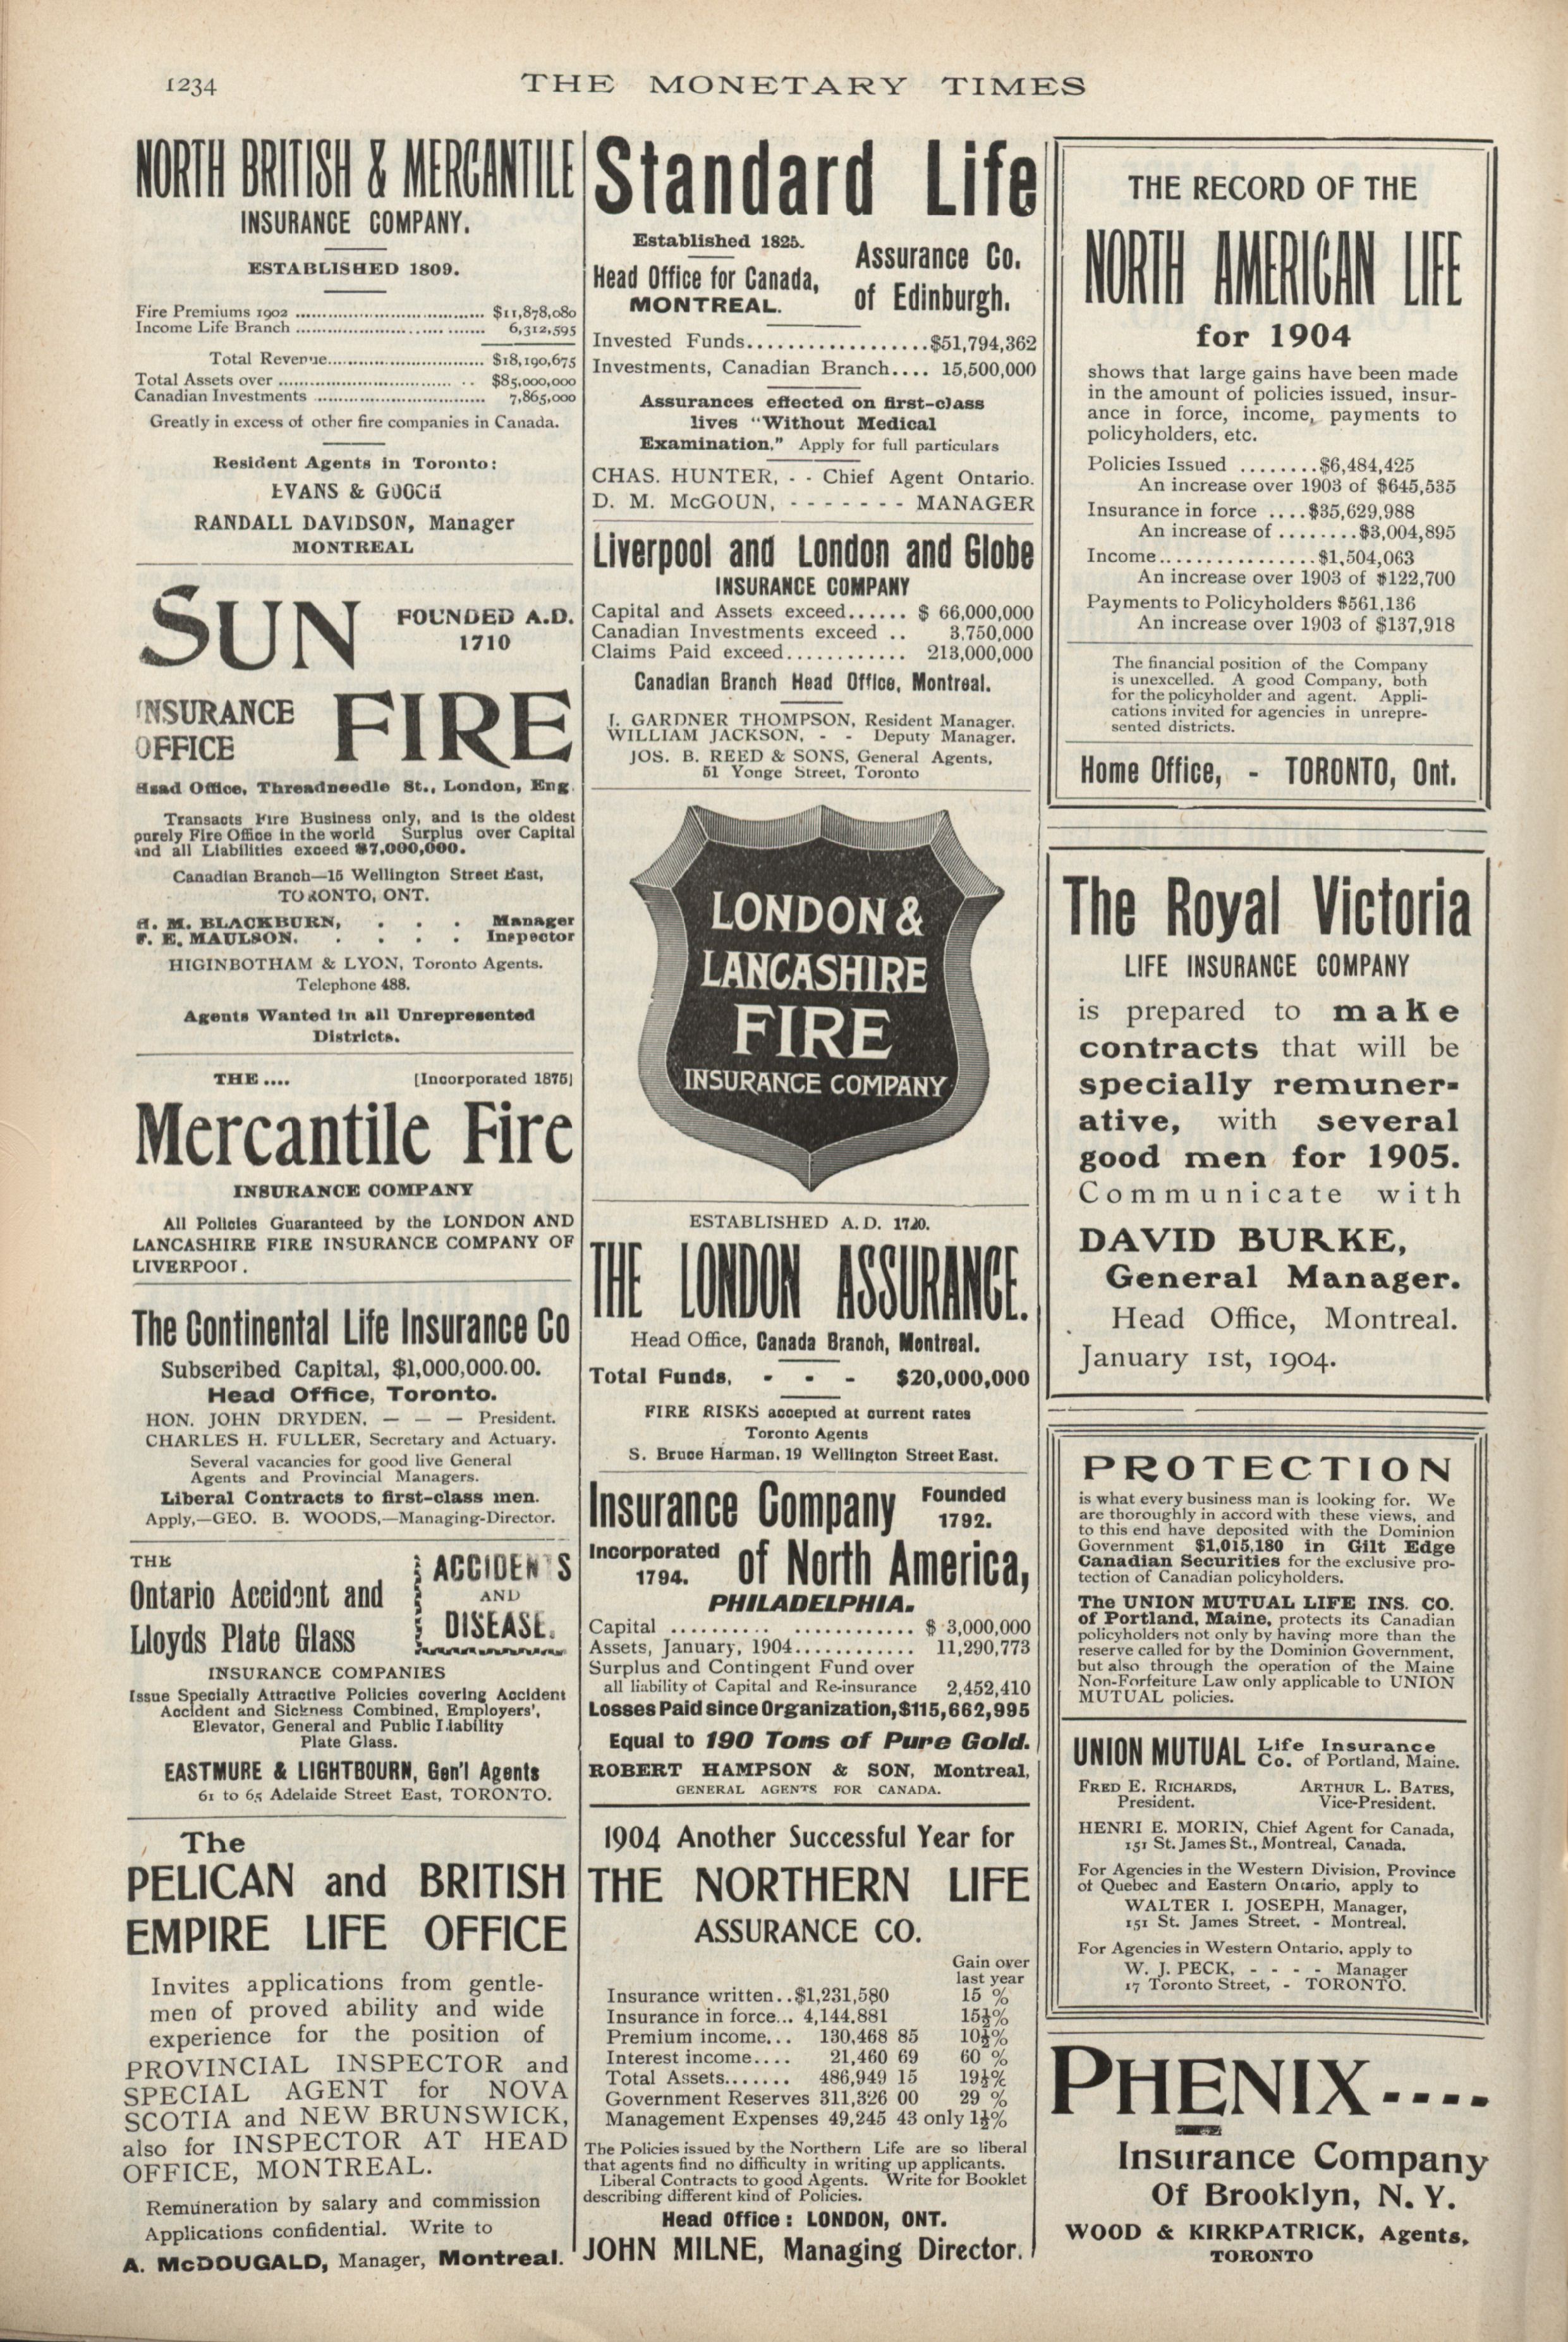 1234
THE MONETARY TIMES
NORTH BRITISH & MERCANTILE
INSURANCE COMPANY.
ESTABLISHED 1809.
Fire Premiums 1902 ................................ $11,878,080
Income Life Branch ................................ 6,312,595
Total Revenue................................ $18,190,675
Total Assets over ................................ $85,000,000
Canadian Investments ................................ 7,865,000
Greatly in excess of other fire companies in Canada.
Resident Agents in Toronto:
EVANS & GOOCH
RANDALL DAVIDSON, Manager
MONTREAL
SUN
FOUNDED A.D.
1710
INSURANCE
OFFICE
FIRE
Head Office, Threadneedle St., London, Eng.
Transacts Fire Business only, and is the oldest
purely Fire Office in the world Surplus over Capital
and all Liabilities exceed $7,000,000.
Canadian Branch—15 Wellington Street East,
TORONTO, ONT.
H. M. BLACKBURN, . . . Manager
F. E. MAULSON. . . . . Inspector
HIGINBOTHAM & LYON, Toronto Agents.
Telephone 488.
Agents Wanted in all Unrepresented
Districts.
THE .... [Incorporated 1875]
Mercantile Fire
INSURANCE COMPANY
All Policies Guaranteed by the LONDON AND
LANCASHIRE FIRE INSURANCE COMPANY OF
LIVERPOOL.
The Continental Life Insurance Co
Subscribed Capital, $1,000,000.00.
Head Office, Toronto.
HON. JOHN DRYDEN, — — — President.
CHARLES H. FULLER, Secretary and Actuary.
Several vacancies for good live General
Agents and Provincial Managers.
Liberal Contracts to first-class men.
Apply,—GEO. B. WOODS,—Managing-Director.
THE
Ontario Accident and
Lloyds Plate Glass
ACCIDENTS
AND
DISEASE.
INSURANCE COMPANIES
Issue Specially Attractive Policies covering Accident
Accident and Sickness Combined, Employers',
Elevator, General and Public Liability
Plate Glass.
EASTMURE & LIGHTBOURN, Gen'l Agents
61 to 65 Adelaide Street East, TORONTO.
The
PELICAN and BRITISH
EMPIRE LIFE OFFICE
Invites applications from gentle-
men of proved ability and wide
experience for the position of
PROVINCIAL INSPECTOR and
SPECIAL AGENT for NOVA
SCOTIA and NEW BRUNSWICK,
also for INSPECTOR AT HEAD
OFFICE, MONTREAL.
Remuneration by salary and commission
Applications confidential. Write to
A. McDOUGALD, Manager, Montreal.
Standard Life
Established 1825.
Head Office for Canada,
MONTREAL.
Assurance Co.
of Edinburgh.
Invested Funds..................$51,794,362
Investments, Canadian Branch.... 15,500,000
Assurances effected on first-class
lives "Without Medical
Examination." Apply for full particulars
CHAS. HUNTER, - - Chief Agent Ontario.
D. M. McGOUN, - - - - - - - MANAGER
Liverpool and London and Globe
INSURANCE COMPANY
Capital and Assets exceed...... $ 66,000,000
Canadian Investments exceed .. 3,750,000
Claims Paid exceed............ 213,000,000
Canadian Branch Head Office, Montreal.
J. GARDNER THOMPSON, Resident Manager.
WILLIAM JACKSON, - - Deputy Manager.
JOS. B. REED & SONS, General Agents,
51 Yonge Street, Toronto
LONDON &
LANCASHIRE
FIRE
INSURANCE COMPANY
ESTABLISHED A.D. 1720.
THE LONDON ASSURANCE.
Head Office, Canada Branch, Montreal.
Total Funds, - - - $20,000,000
FIRE RISKS accepted at current rates
Toronto Agents
S. Bruce Harman, 19 Wellington Street East.
Insurance Company
Founded
1792.
Incorporated
1794.
of North America,
PHILADELPHIA.
Capital .......... ............ $ 3,000,000
Assets, January, 1904............ 11,290,773
Surplus and Contingent Fund over
all liability of Capital and Re-insurance 2,452,410
Losses Paid since Organization, $115,662,995
Equal to 190 Tons of Pure Gold.
ROBERT HAMPSON & SON, Montreal,
GENERAL AGENTS FOR CANADA.
1904 Another Successful Year for
THE NORTHERN LIFE
ASSURANCE CO.
Gain over
last year
Insurance written..$1,231,580 15 %
Insurance in force... 4,144,881 15½%
Premium income... 130,468 85 10½%
Interest income.... 21,460 69 60 %
Total Assets....... 486,949 15 19½%
Government Reserves 311,326 00 29 %
Management Expenses 49,245 43 only 1½%
The Policies issued by the Northern Life are so liberal
that agents find no difficulty in writing up applicants.
Liberal Contracts to good Agents. Write for Booklet
describing different kind of Policies.
Head Office: LONDON, ONT.
JOHN MILNE, Managing Director.
THE RECORD OF THE
NORTH AMERICAN LIFE
for 1904
shows that large gains have been made
in the amount of policies issued, insur-
ance in force, income, payments to
policyholders, etc.
Policies Issued ........$6,484,425
An increase over 1903 of $645,535
Insurance in force ....$35,629,988
An increase of ........$3,004,895
Income................$1,504,063
An increase over 1903 of $122,700
Payments to Policyholders $561,136
An increase over 1903 of $137,918
The financial position of the Company
is unexcelled. A good Company, both
for the policyholder and agent. Appli-
cations invited for agencies in unrepre-
sented districts.
Home Office, - TORONTO, Ont.
The Royal Victoria
LIFE INSURANCE COMPANY
is prepared to make
contracts that will be
specially remuner-
ative, with several
good men for 1905.
Communicate with
DAVID BURKE,
General Manager.
Head Office, Montreal.
January 1st, 1904.
PROTECTION
is what every business man is looking for. We
are thoroughly in accord with these views, and
to this end have deposited with the Dominion
Government $1,015,180 in Gilt Edge
Canadian Securities for the exclusive pro-
tection of Canadian policyholders.
The UNION MUTUAL LIFE INS. CO.
of Portland, Maine, protects its Canadian
policyholders not only by having more than the
reserve called for by the Dominion Government,
but also through the operation of the Maine
Non-Forfeiture Law only applicable to UNION
MUTUAL policies.
UNION MUTUAL Life Insurance
Co. of Portland, Maine.
FRED E. RICHARDS, ARTHUR L. BATES,
President. Vice-President.
HENRI E. MORIN, Chief Agent for Canada,
151 St. James St., Montreal, Canada.
For Agencies in the Western Division, Province
of Quebec and Eastern Ontario, apply to
WALTER I. JOSEPH, Manager,
151 St. James Street, - Montreal.
For Agencies in Western Ontario, apply to
W. J. PECK, - - - - Manager
17 Toronto Street, - TORONTO.
PHENIX----
Insurance Company
Of Brooklyn, N. Y.
WOOD & KIRKPATRICK, Agents,
TORONTO